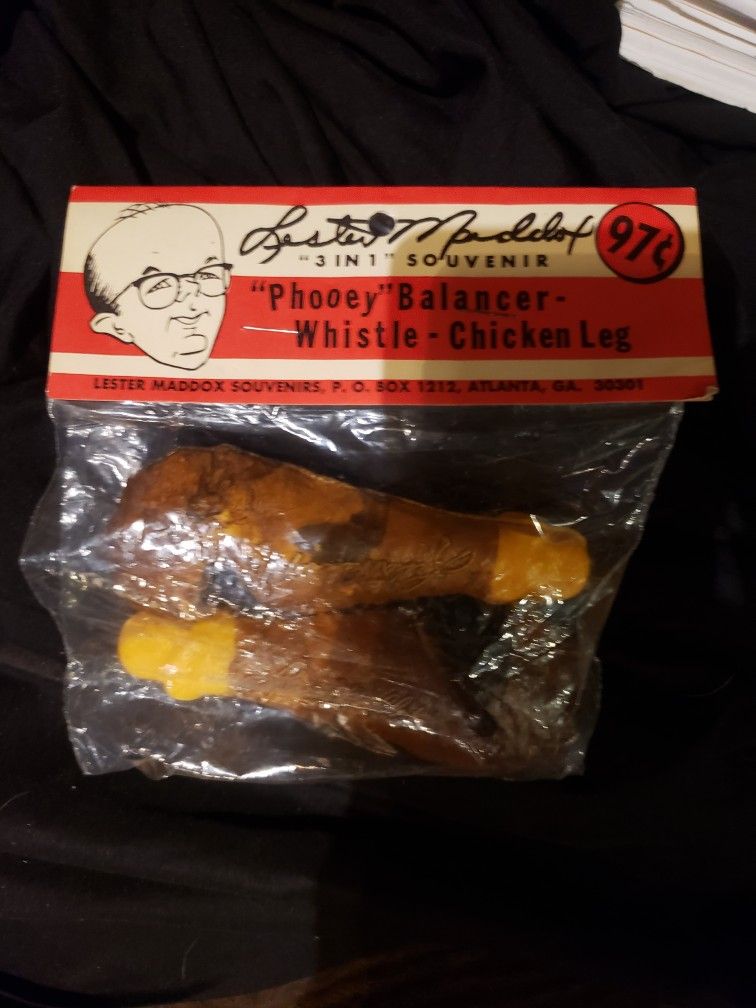 Lester Maddox
97¢
"3 IN 1" SOUVENIR
"Phooey" Balancer-
Whistle - Chicken Leg
LESTER MADDOX SOUVENIRS, P. O. BOX 1212, ATLANTA, GA. 30301